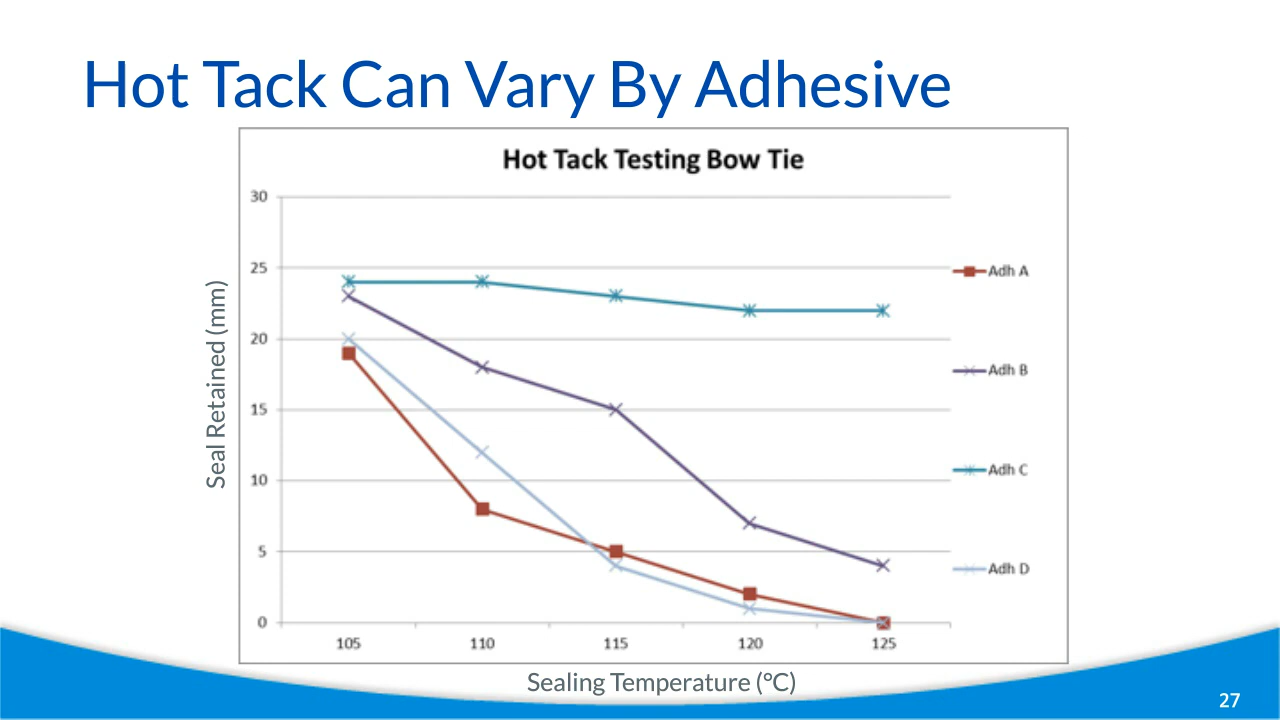 Hot Tack Can Vary By Adhesive
Hot Tack Testing Bow Tie
Seal Retained (mm)
30
25
20
15
10
5
0
105 110 115 120 125
Adh A
Adh B
Adh C
Adh D
Sealing Temperature (°C)
27